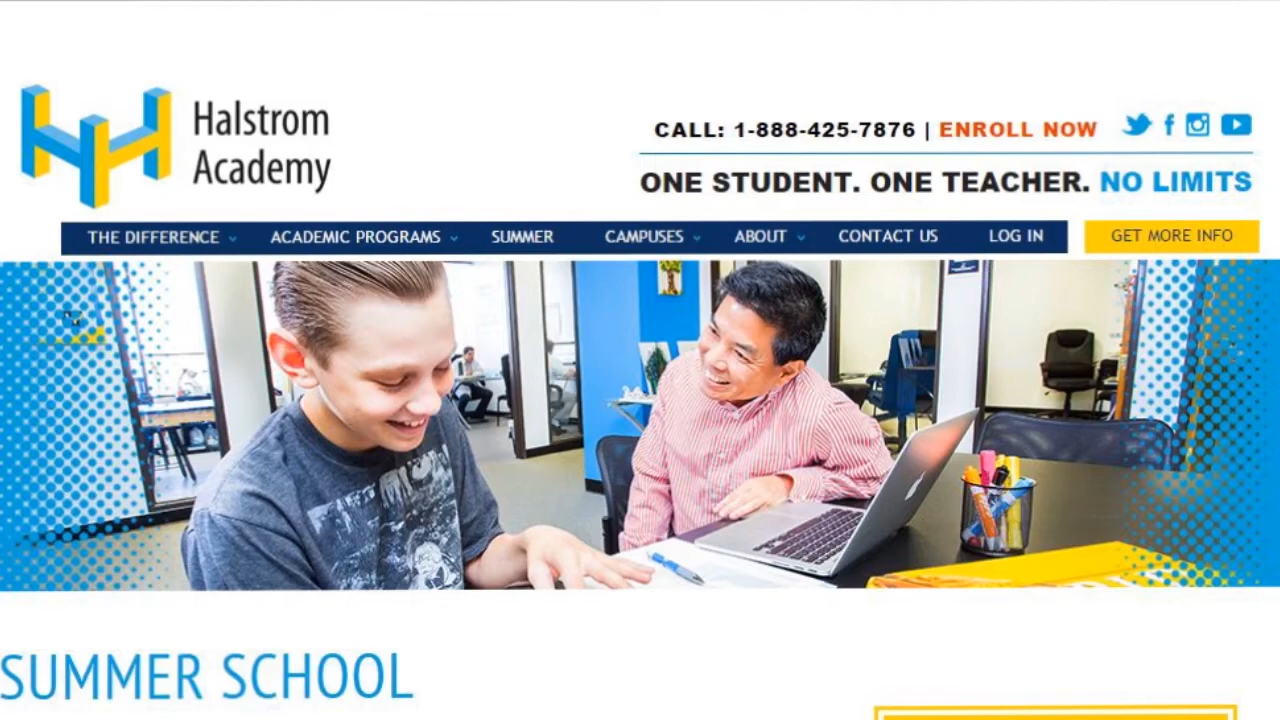 Halstrom
Academy
CALL: 1-888-425-7876 | ENROLL NOW
ONE STUDENT. ONE TEACHER. NO LIMITS
THE DIFFERENCE ACADEMIC PROGRAMS SUMMER CAMPUSES ABOUT CONTACT US LOG IN GET MORE INFO
SUMMER SCHOOL